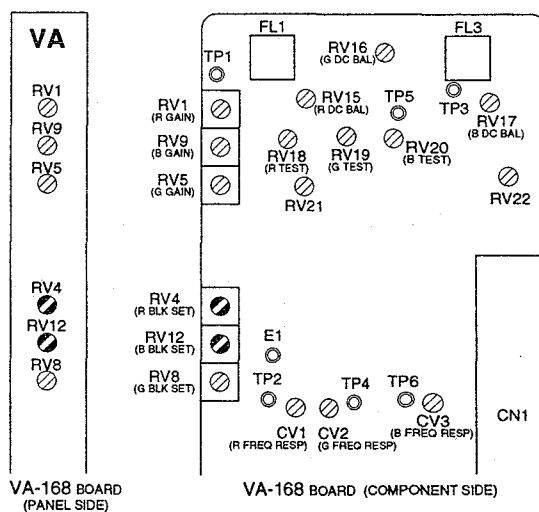 VA
RV1
RV9
RV5
RV4
RV12
RV8
VA-168 BOARD
(PANEL SIDE)
FL1
FL3
RV16
(G DC BAL)
TP1
RV1
(R GAIN)
RV15
(R DC BAL)
TP5
TP3
RV17
(B DC BAL)
RV9
(B GAIN)
RV18
(R TEST)
RV19
(G TEST)
RV20
(B TEST)
RV5
(G GAIN)
RV21
RV22
RV4
(R BLK SET)
RV12
(B BLK SET)
E1
RV8
(G BLK SET)
TP2
TP4
TP6
CV1
(R FREQ RESP)
CV2
(G FREQ RESP)
CV3
(B FREQ RESP)
CN1
VA-168 BOARD (COMPONENT SIDE)